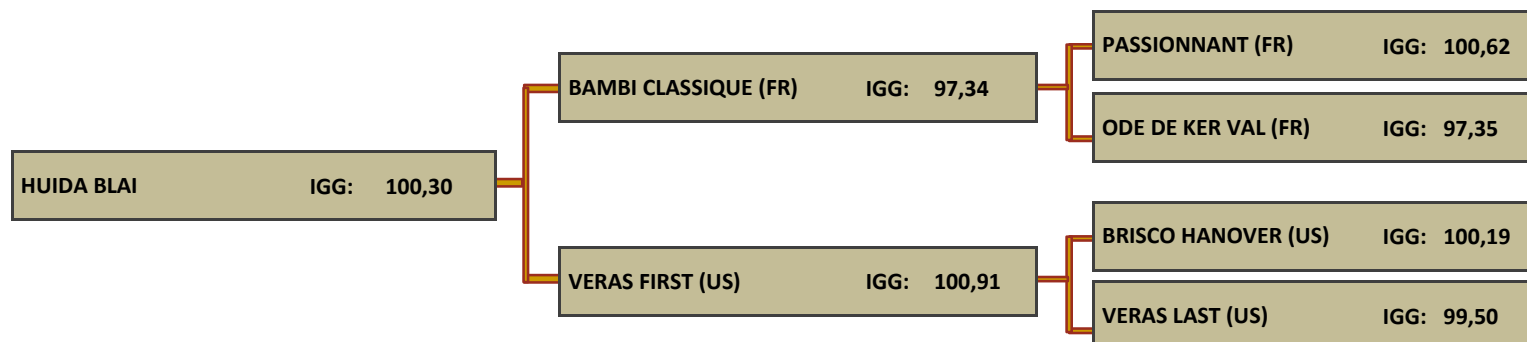 PASSIONNANT (FR) IGG: 100,62
BAMBI CLASSIQUE (FR) IGG: 97,34
ODE DE KER VAL (FR) IGG: 97,35
HUIDA BLAI IGG: 100,30
BRISCO HANOVER (US) IGG: 100,19
VERAS FIRST (US) IGG: 100,91
VERAS LAST (US) IGG: 99,50